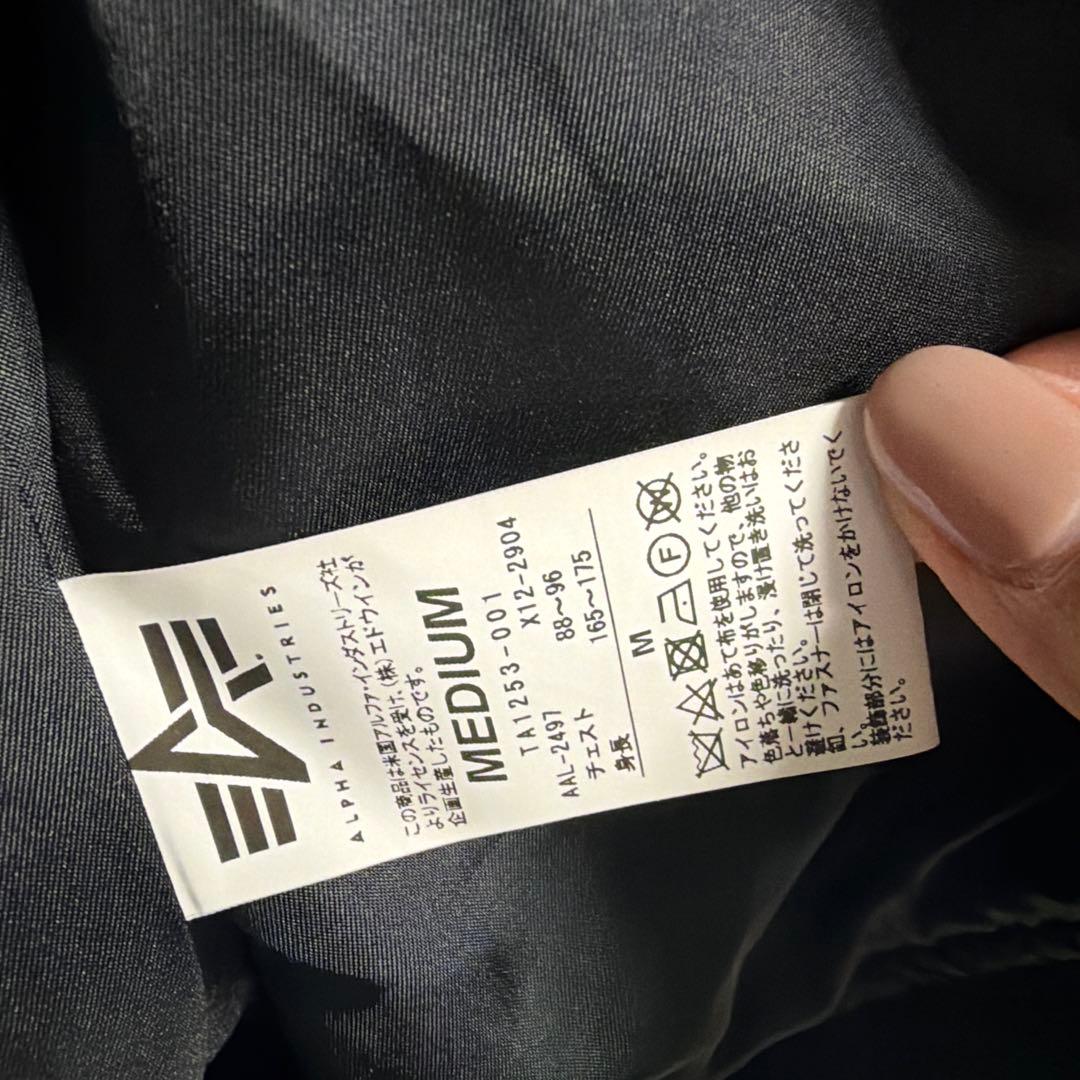 ALPHA INDUSTRIES
この商品は米国アルファ・インダストリーズ社
よりライセンスを受け、(株)エドウインが
企画生産したものです。
MEDIUM
TA1253-001
AAL-2497 X12-2904
チェスト 88～96
身長 165～175
M
F
W
アイロンはあて布を使用してください。
色落ちや色移りがしますので、他の物
と一緒に洗ったり、浸け置き洗いはお
避けください。
釦、ファスナーは閉じて洗ってくださ
い。
装飾部分にはアイロンをかけないでく
ださい。